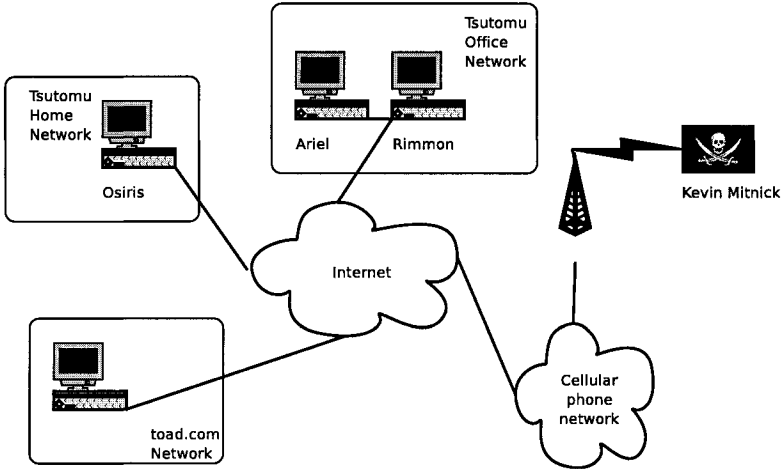 Tsutomu
Office
Network
Ariel
Rimmon
Tsutomu
Home
Network
Osiris
Kevin Mitnick
Internet
Cellular
phone
network
toad.com
Network